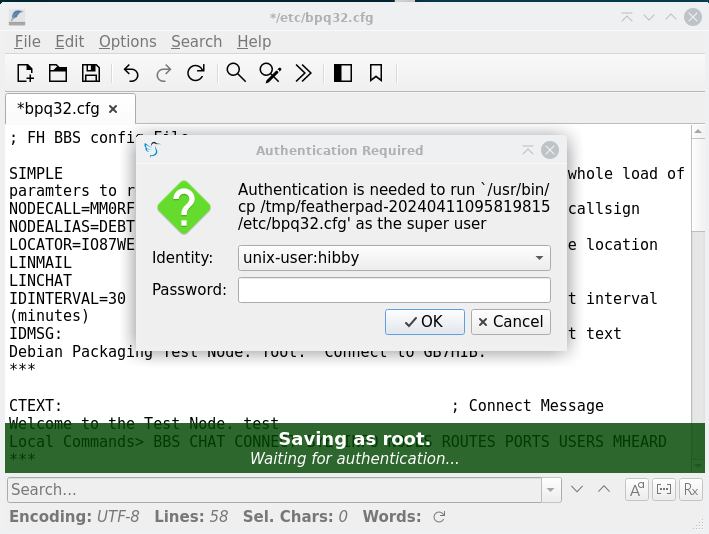 */etc/bpq32.cfg
File Edit Options Search Help
*bpq32.cfg
; FH BBS config File
SIMPLE whole load of
paramters to r
NODECALL=MM0RF callsign
NODEALIAS=DEBT
LOCATOR=IO87WE e location
LINMAIL
LINCHAT
IDINTERVAL=30 t interval
(minutes)
IDMSG: t text
Debian Packaging Test Node. Toot. Connect to GB7HIB.
***
CTEXT: ; Connect Message
Welcome to the Test Node. test
Local Commands> BBS CHAT CONNE ROUTES PORTS USERS MHEARD
***
Authentication Required
Authentication is needed to run `/usr/bin/
cp /tmp/featherpad-20240411095819815
/etc/bpq32.cfg' as the super user
Identity: unix-user:hibby
Password:
OK Cancel
Saving as root.
Waiting for authentication...
Search...
Encoding: UTF-8 Lines: 58 Sel. Chars: 0 Words: